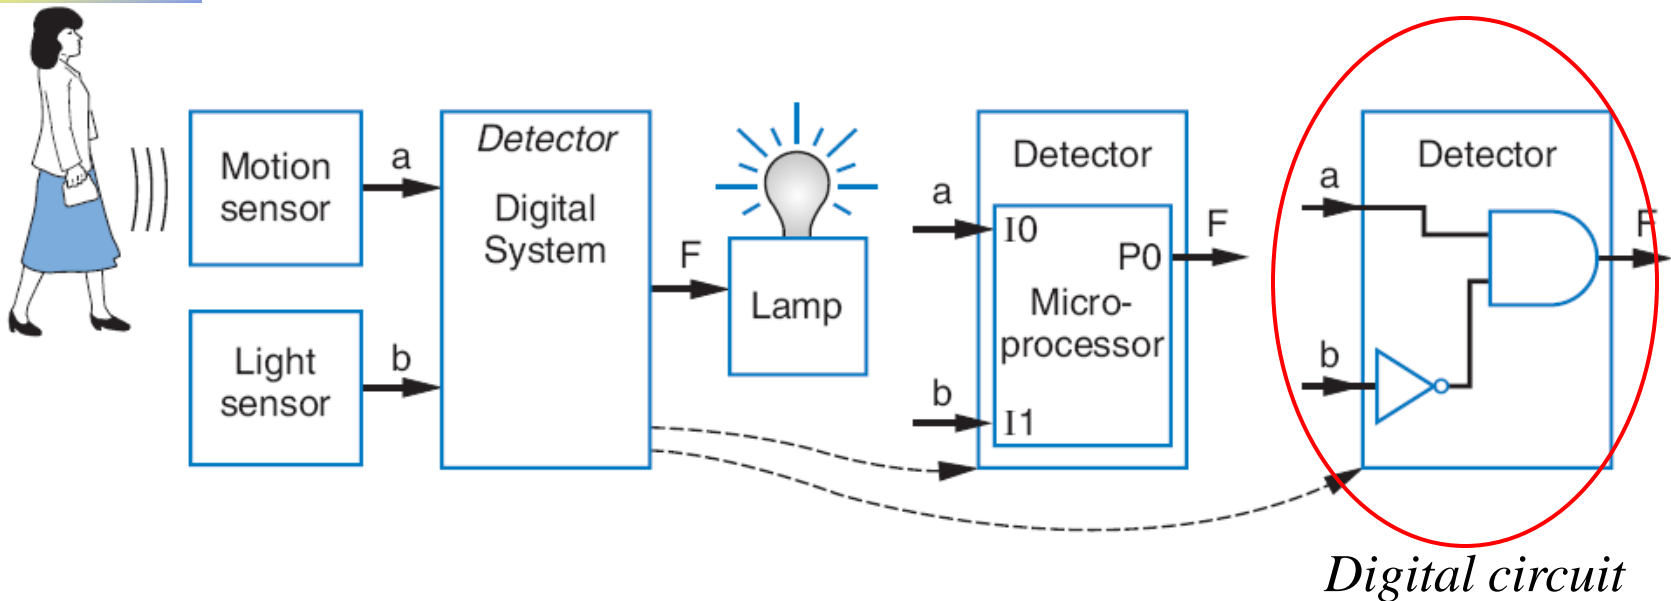 Motion
sensor
a
Light
sensor
b
Detector
Digital
System
F
Lamp
Detector
a
I0
P0
F
Micro-
processor
b
I1
Detector
a
b
F
Digital circuit